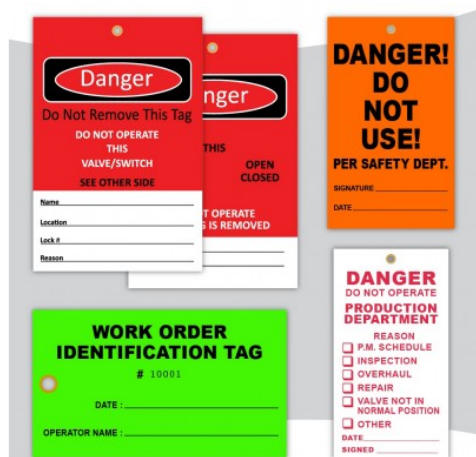 Danger
Do Not Remove This Tag
DO NOT OPERATE
THIS
VALVE/SWITCH
SEE OTHER SIDE
Name
Location
Lock #
Reason
nger
THIS
OPEN
CLOSED
T OPERATE
IS REMOVED
DANGER!
DO
NOT
USE!
PER SAFETY DEPT.
SIGNATURE
DATE
WORK ORDER
IDENTIFICATION TAG
# 10001
DATE :
OPERATOR NAME :
DANGER
DO NOT OPERATE
PRODUCTION
DEPARTMENT
REASON
P.M. SCHEDULE
INSPECTION
OVERHAUL
REPAIR
VALVE NOT IN
NORMAL POSITION
OTHER
DATE
SIGNED